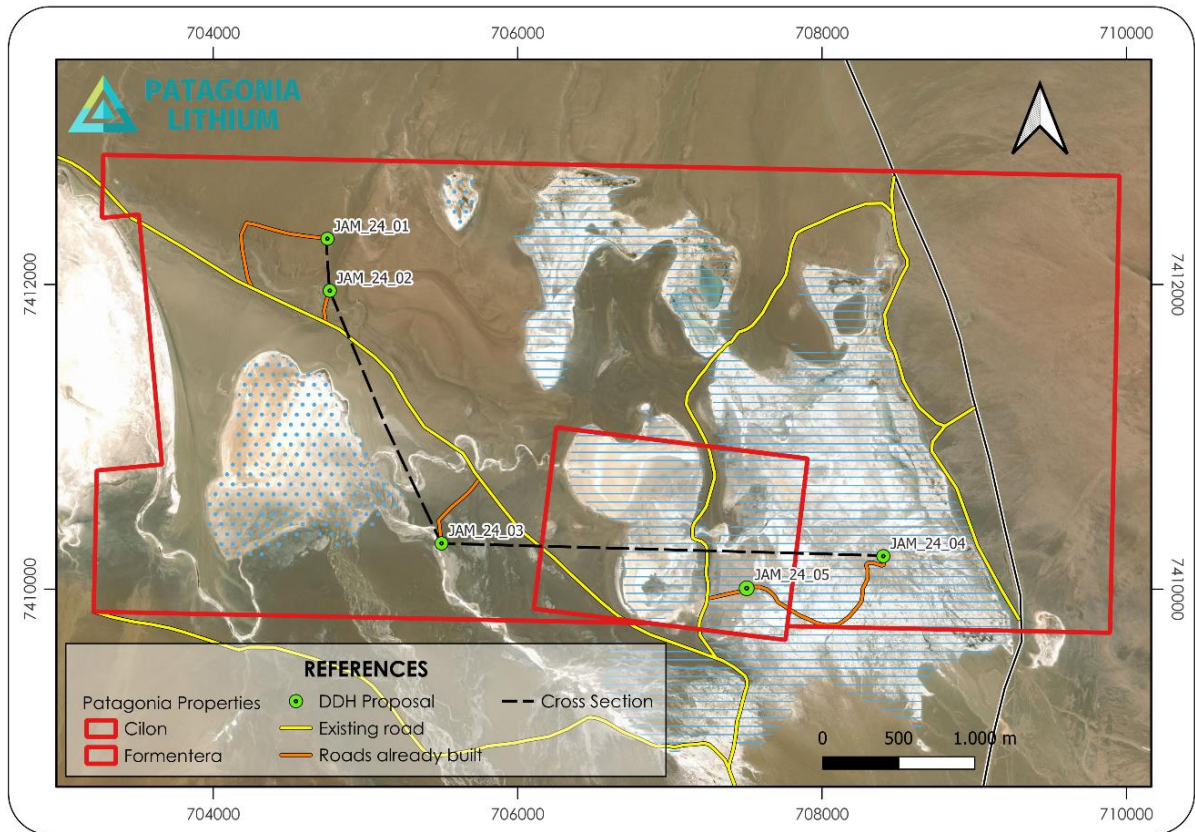 704000 706000 708000 710000
PATAGONIA
LITHIUM
JAM_24_01
JAM_24_02
7412000
7412000
JAM_24_03
JAM_24_04
JAM_24_05
7410000
7410000
REFERENCES
Patagonia Properties
Cilon
Formentera
DDH Proposal
Existing road
Roads already built
Cross Section
0 500 1.000 m
704000 706000 708000 710000